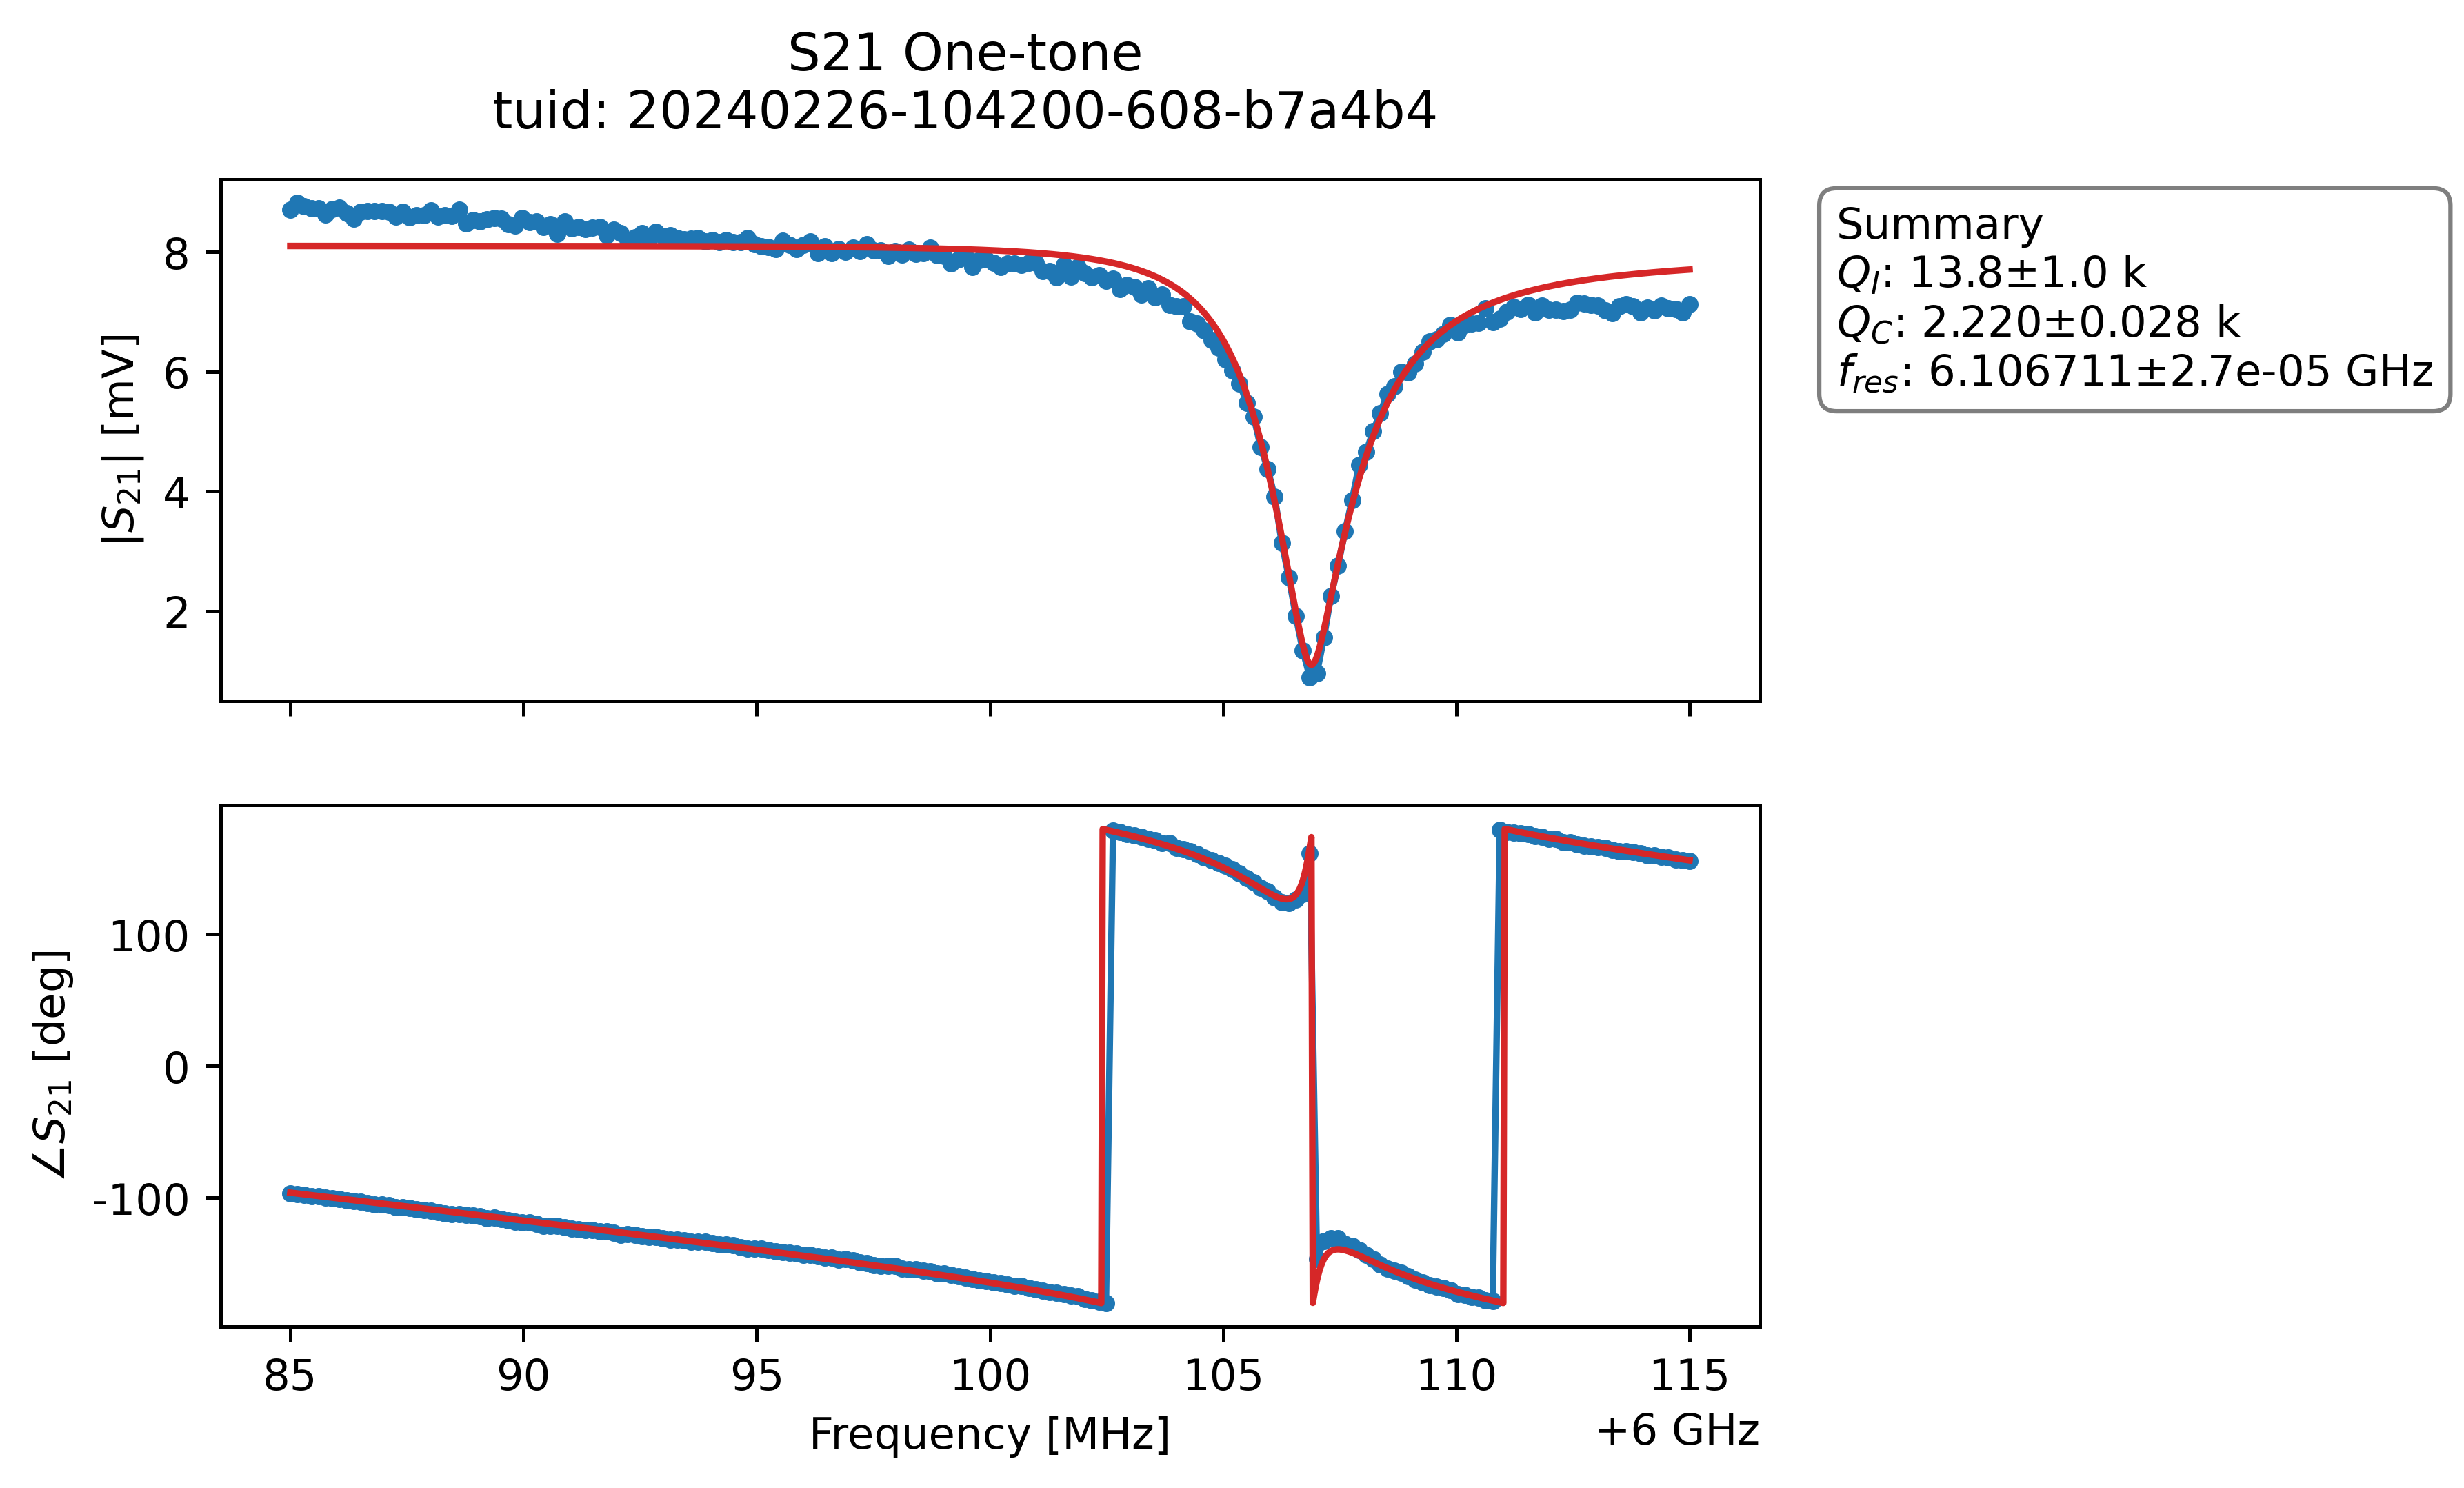 S21 One-tone
tuid: 20240226-104200-608-b7a4b4
|S21| [mV]
8
6
4
2
Summary
Ql: 13.8±1.0 k
QC: 2.220±0.028 k
fres: 6.106711±2.7e-05 GHz
∠S21 [deg]
100
0
-100
85 90 95 100 105 110 115
Frequency [MHz]
+6 GHz